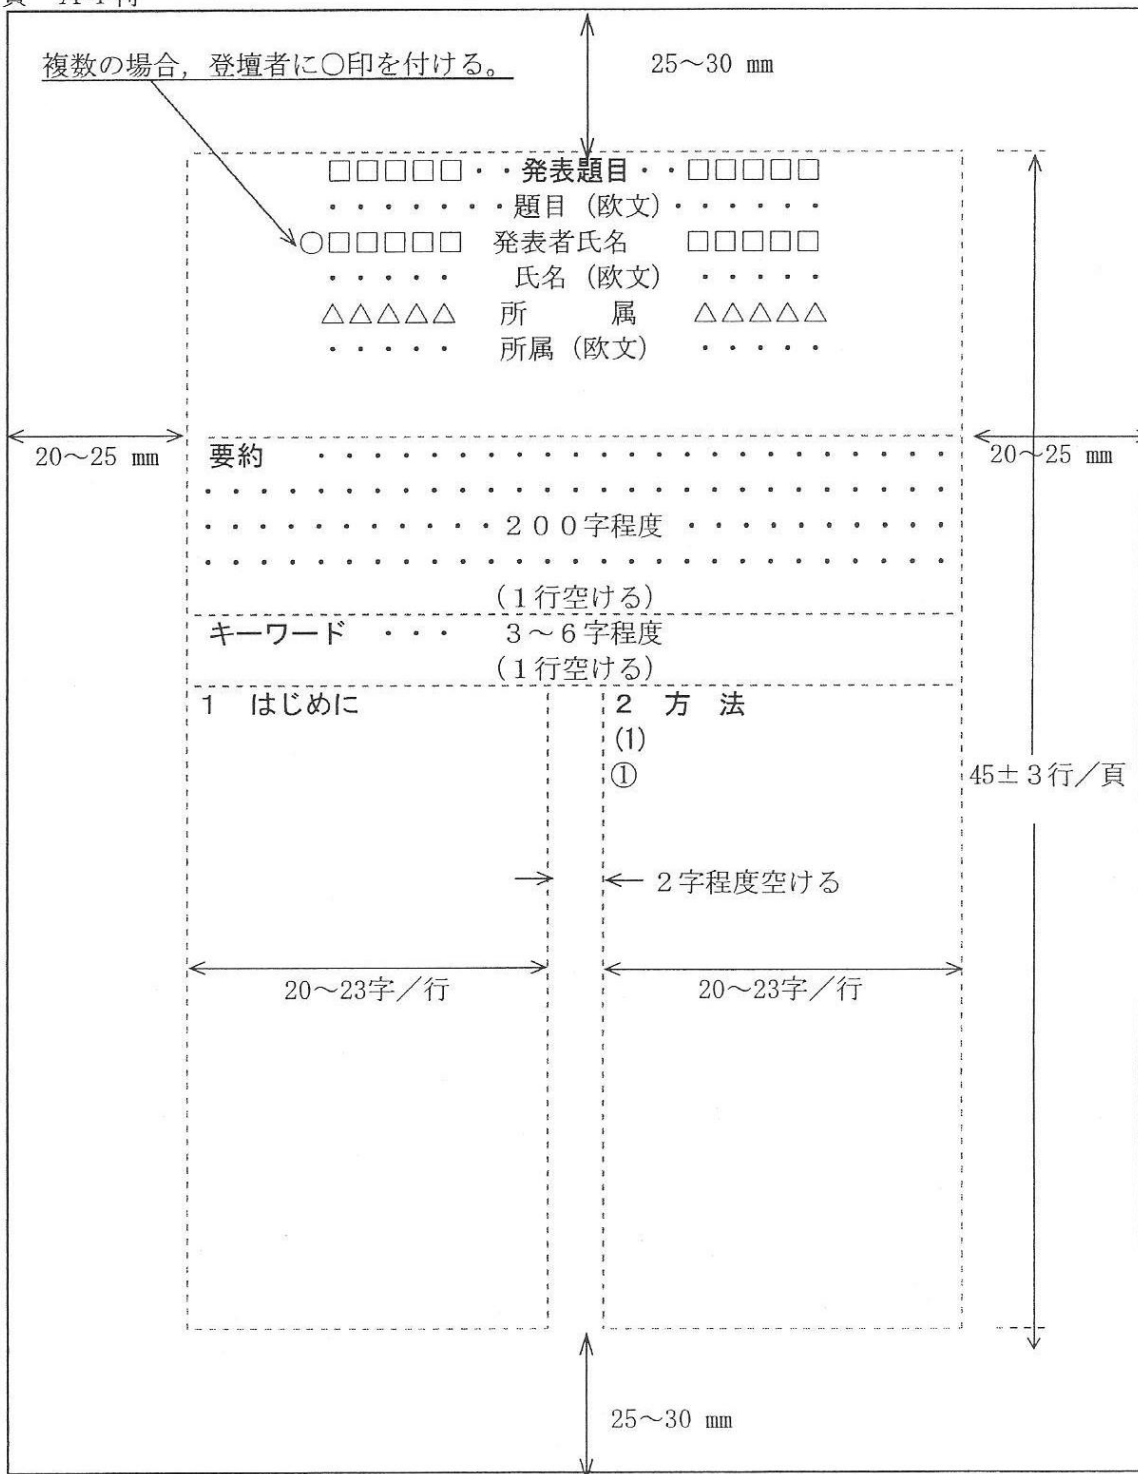 複数の場合，登壇者に○印を付ける。
25～30 mm
□□□□□・・発表題目・・□□□□□
・・・・・・・題目（欧文）・・・・・・
○□□□□□ 発表者氏名 □□□□□
・・・・・ 氏名（欧文） ・・・・・
△△△△△ 所　　属 △△△△△
・・・・・ 所属（欧文） ・・・・・
20～25 mm
20～25 mm
要約 ・・・・・・・・・・・・・・・・・・・・・・・
・・・・・・・・・・・・・・・・・・・・・・・・・・・
・・・・・・・・・・・２００字程度・・・・・・・・・・
・・・・・・・・・・・・・・・・・・・・・・・・・・・
（１行空ける）
キーワード ・・・ ３～６字程度
（１行空ける）
１　はじめに
２　方　法
(1)
①
45±３行／頁
２字程度空ける
20～23字／行
20～23字／行
25～30 mm